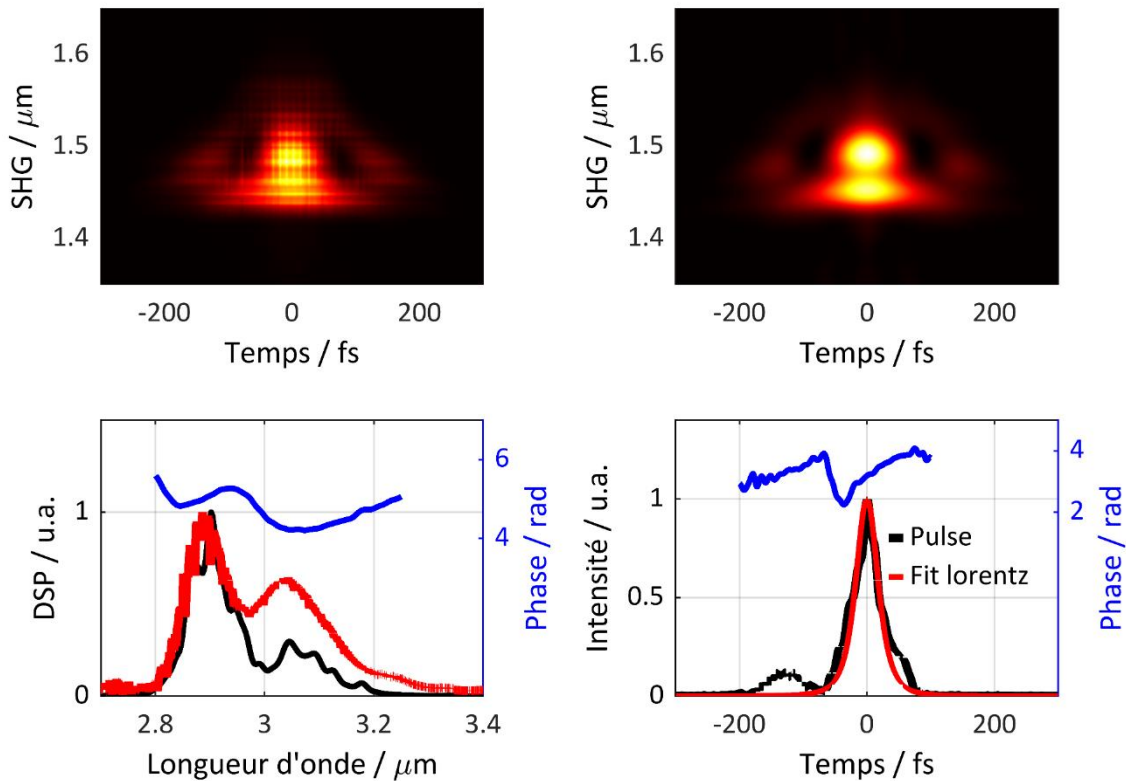 1.6
1.5
1.4
SHG / μm
-200 0 200
Temps / fs
1.6
1.5
1.4
SHG / μm
-200 0 200
Temps / fs
1
0
DSP / u.a.
6
4
Phase / rad
2.8 3 3.2 3.4
Longueur d'onde / μm
1
0.5
0
Intensité / u.a.
Pulse
Fit lorentz
4
2
Phase / rad
-200 0 200
Temps / fs